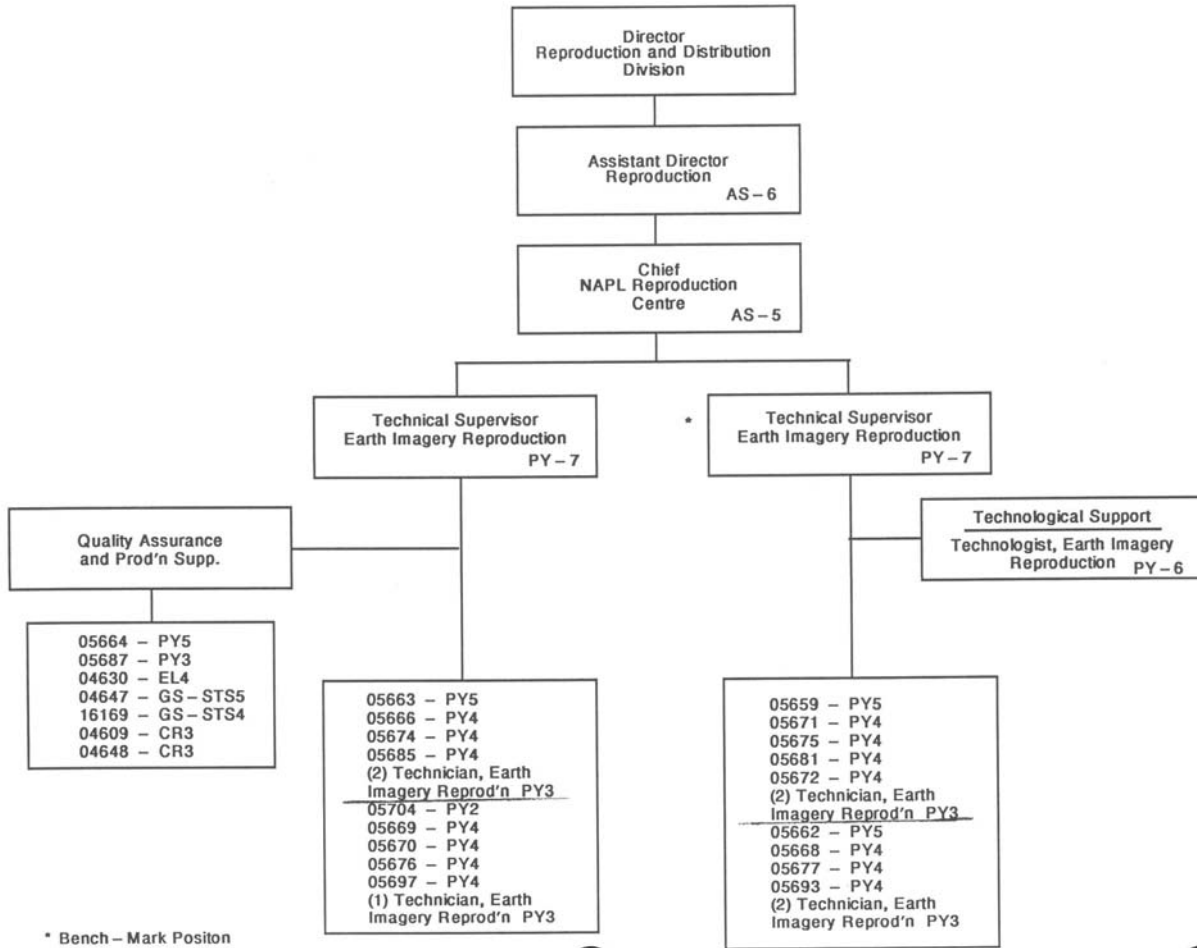 Director
Reproduction and Distribution
Division
Assistant Director
Reproduction
AS – 6
Chief
NAPL Reproduction
Centre
AS – 5
Technical Supervisor
Earth Imagery Reproduction
PY – 7
*
Technical Supervisor
Earth Imagery Reproduction
PY – 7
Quality Assurance
and Prod'n Supp.
Technological Support
Technologist, Earth Imagery
Reproduction PY – 6
05664 – PY5
05687 – PY3
04630 – EL4
04647 – GS – STS5
16169 – GS – STS4
04609 – CR3
04648 – CR3
05663 – PY5
05666 – PY4
05674 – PY4
05685 – PY4
(2) Technician, Earth
Imagery Reprod'n PY3
05704 – PY2
05669 – PY4
05670 – PY4
05676 – PY4
05697 – PY4
(1) Technician, Earth
Imagery Reprod'n PY3
05659 – PY5
05671 – PY4
05675 – PY4
05681 – PY4
05672 – PY4
(2) Technician, Earth
Imagery Reprod'n PY3
05662 – PY5
05668 – PY4
05677 – PY4
05693 – PY4
(2) Technician, Earth
Imagery Reprod'n PY3
* Bench – Mark Positon